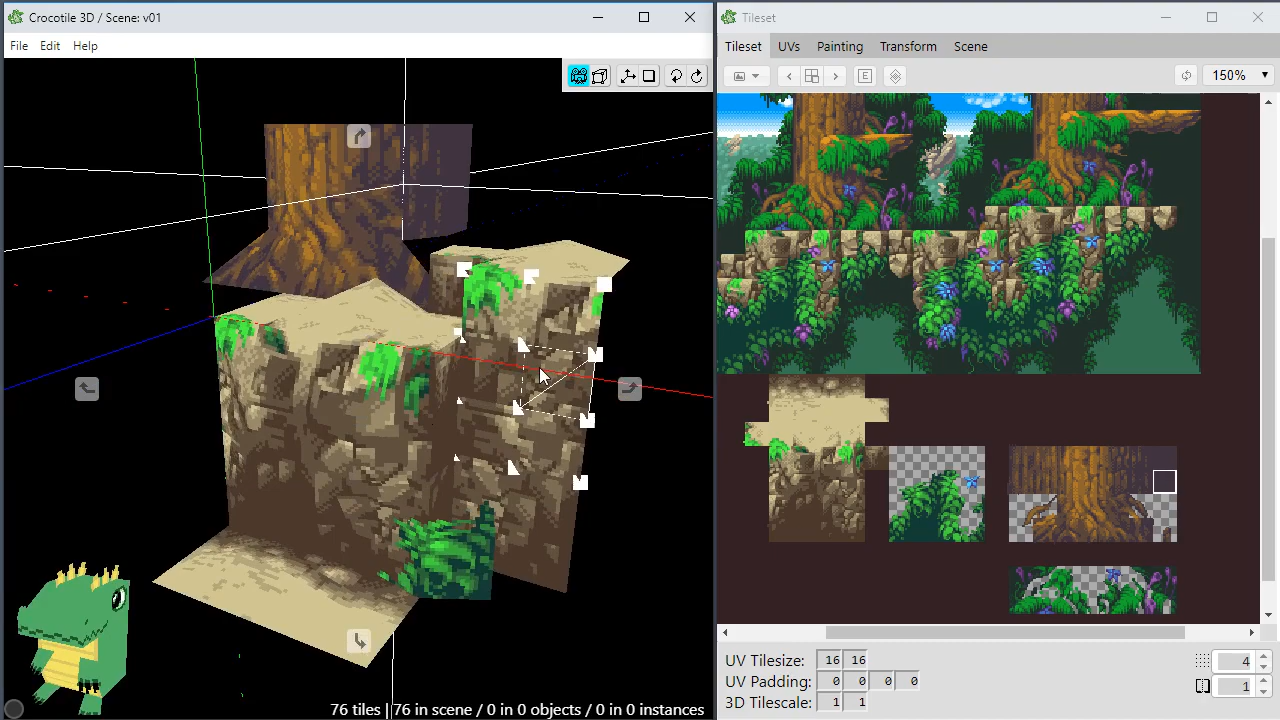 Crocotile 3D / Scene: v01
File Edit Help
76 tiles | 76 in scene / 0 in 0 objects / 0 in 0 instances
Tileset
Tileset UVs Painting Transform Scene
E
150%
UV Tilesize: 16 16
UV Padding: 0 0 0 0
3D Tilescale: 1 1
4
1